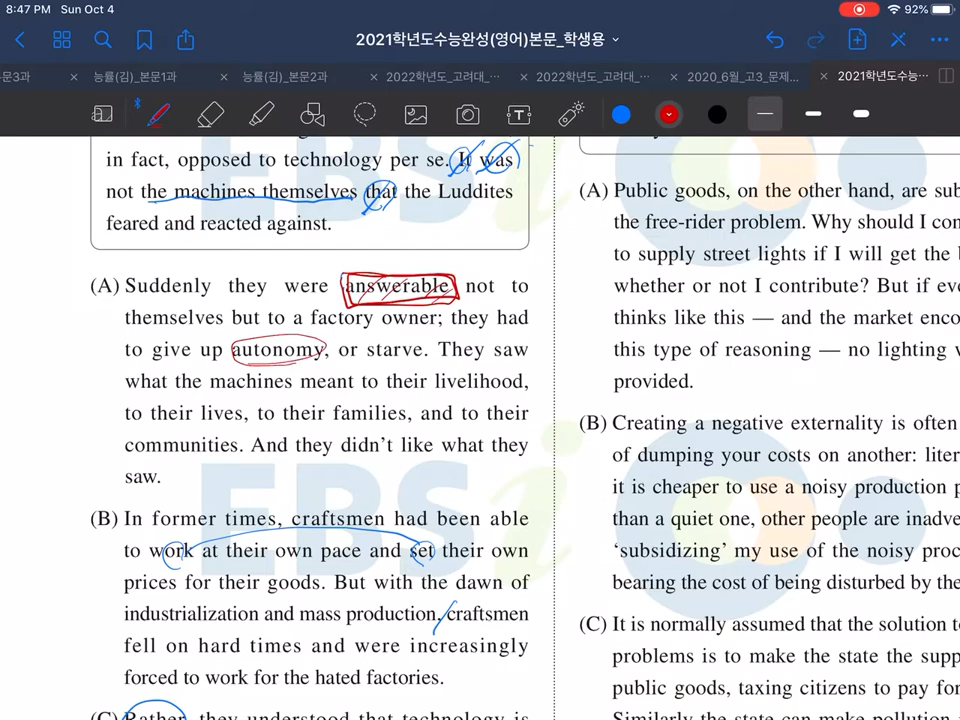 8:47 PM Sun Oct 4
92%
2021학년도수능완성(영어)본문_학생용
문3과
능률(김)_본문1과
능률(김)_본문2과
2022학년도_고려대_…
2022학년도_고려대_…
2020_6월_고3_문제…
2021학년도수능…
in fact, opposed to technology per se. It was
not the machines themselves that the Luddites
feared and reacted against.
(A) Suddenly they were answerable not to
themselves but to a factory owner; they had
to give up autonomy, or starve. They saw
what the machines meant to their livelihood,
to their lives, to their families, and to their
communities. And they didn't like what they
saw.
(B) In former times, craftsmen had been able
to work at their own pace and set their own
prices for their goods. But with the dawn of
industrialization and mass production, craftsmen
fell on hard times and were increasingly
forced to work for the hated factories.
(C) Rather, they understood that technology is
(A) Public goods, on the other hand, are sub
the free-rider problem. Why should I con
to supply street lights if I will get the b
whether or not I contribute? But if eve
thinks like this — and the market enco
this type of reasoning — no lighting w
provided.
(B) Creating a negative externality is often
of dumping your costs on another: liter
it is cheaper to use a noisy production p
than a quiet one, other people are inadve
'subsidizing' my use of the noisy proc
bearing the cost of being disturbed by the
(C) It is normally assumed that the solution to
problems is to make the state the supp
public goods, taxing citizens to pay for
Similarly the state can make pollution
EBSi
EBSi